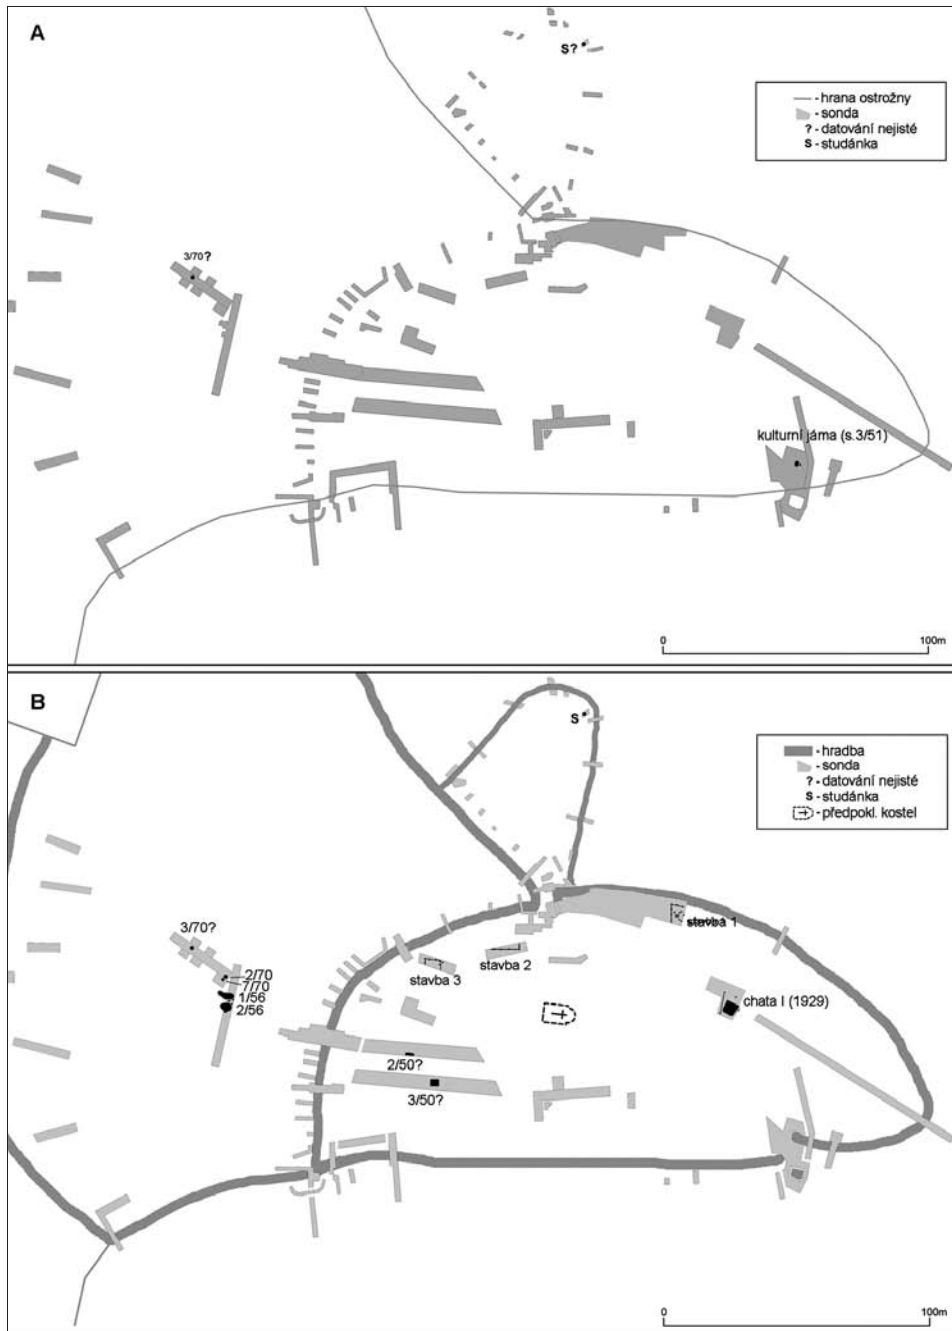 A
S?
- hrana ostrožny
- sonda
? - datování nejisté
S - studánka
3/70?
kulturní jáma (s.3/51)
0 100m
B
S
- hradba
- sonda
? - datování nejisté
S - studánka
- předpokl. kostel
3/70?
2/70
7/70
1/56
2/56
stavba 1
stavba 2
stavba 3
chata I (1929)
2/50?
3/50?
0 100m